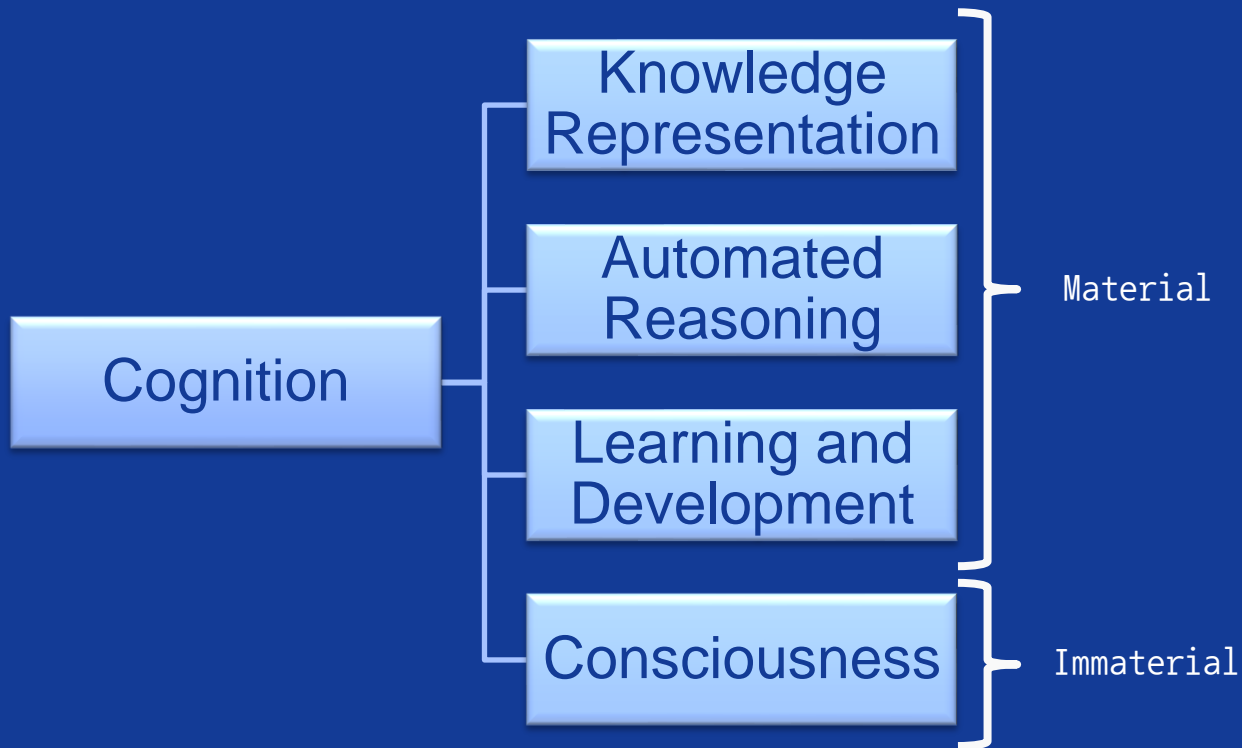 Knowledge
Representation
Automated
Reasoning
Material
Cognition
Learning and
Development
Consciousness
Immaterial